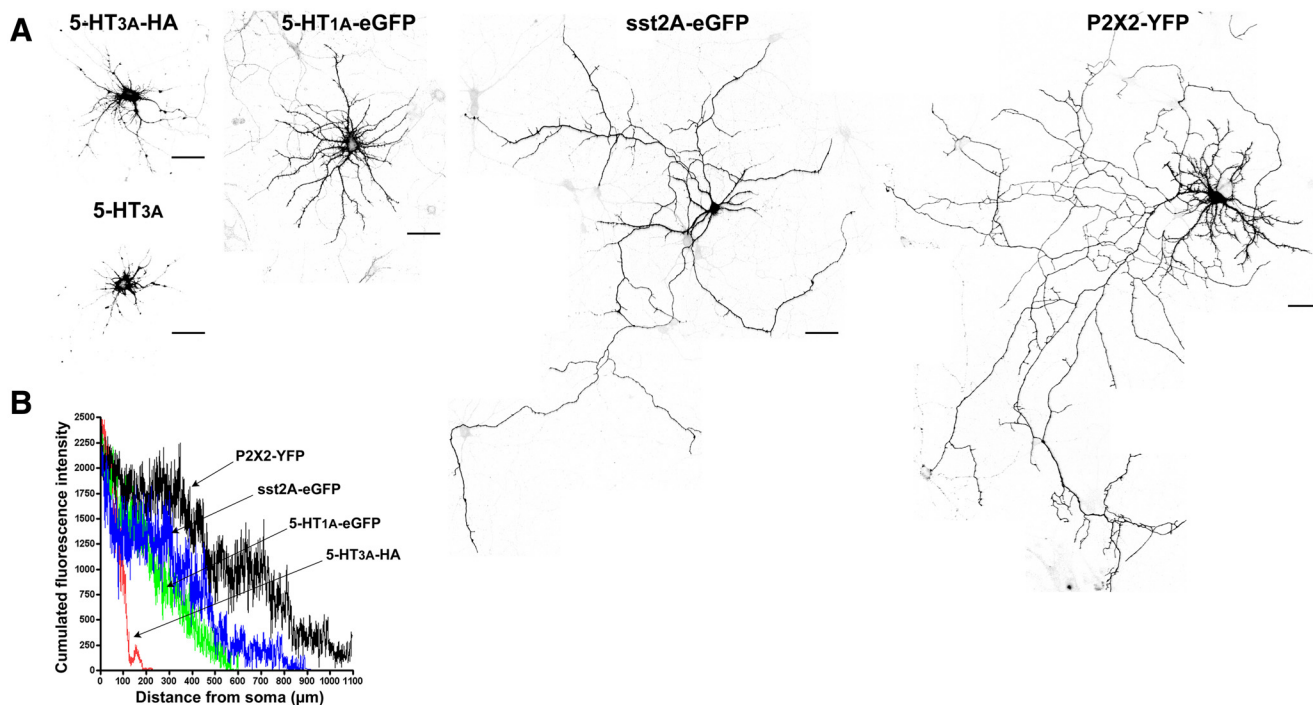 A
5-HT3A-HA
5-HT1A-eGFP
sst2A-eGFP
P2X2-YFP
5-HT3A
B
Cumulated fluorescence intensity
2500
2250
2000
1750
1500
1250
1000
750
500
250
0
P2X2-YFP
sst2A-eGFP
5-HT1A-eGFP
5-HT3A-HA
0 100 200 300 400 500 600 700 800 900 1000 1100
Distance from soma (µm)